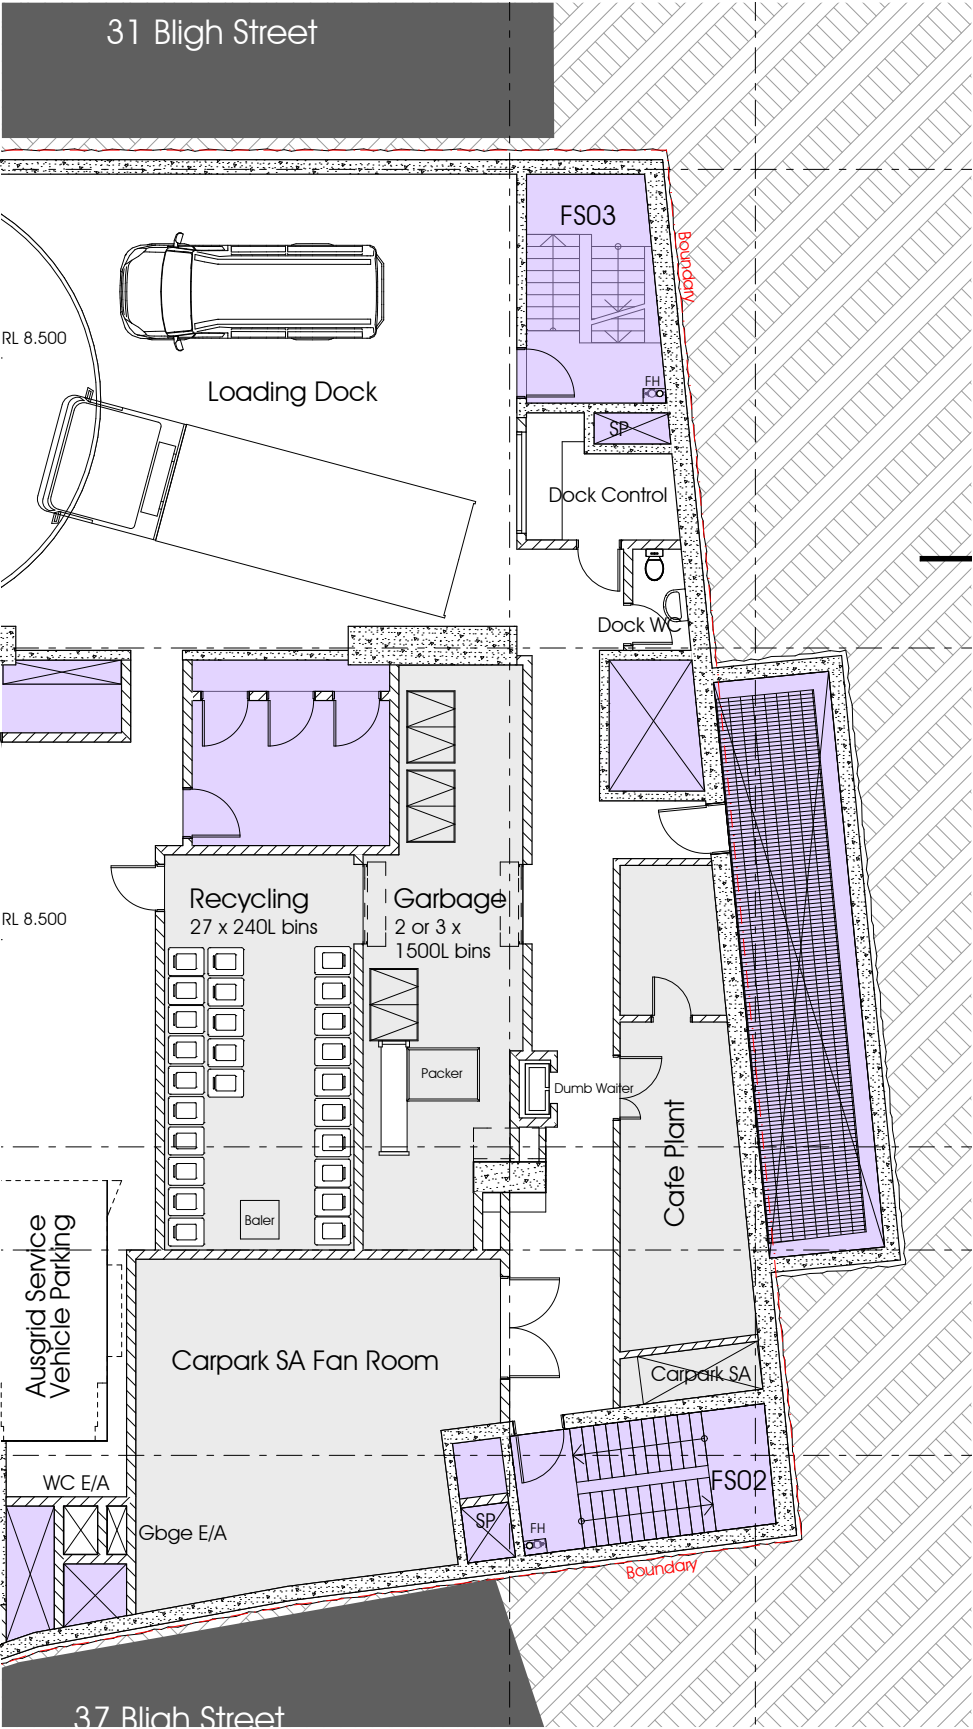 31 Bligh Street
FS03
Boundary
RL 8.500
FH
Loading Dock
SP
Dock Control
Dock WC
Recycling
27 x 240L bins
Garbage
2 or 3 x
1500L bins
RL 8.500
Packer
Dumb Waiter
Cafe Plant
Baler
Ausgrid Service
Vehicle Parking
Carpark SA Fan Room
Carpark SA
WC E/A
FS02
Gbge E/A
SP
FH
Boundary
37 Bligh Street